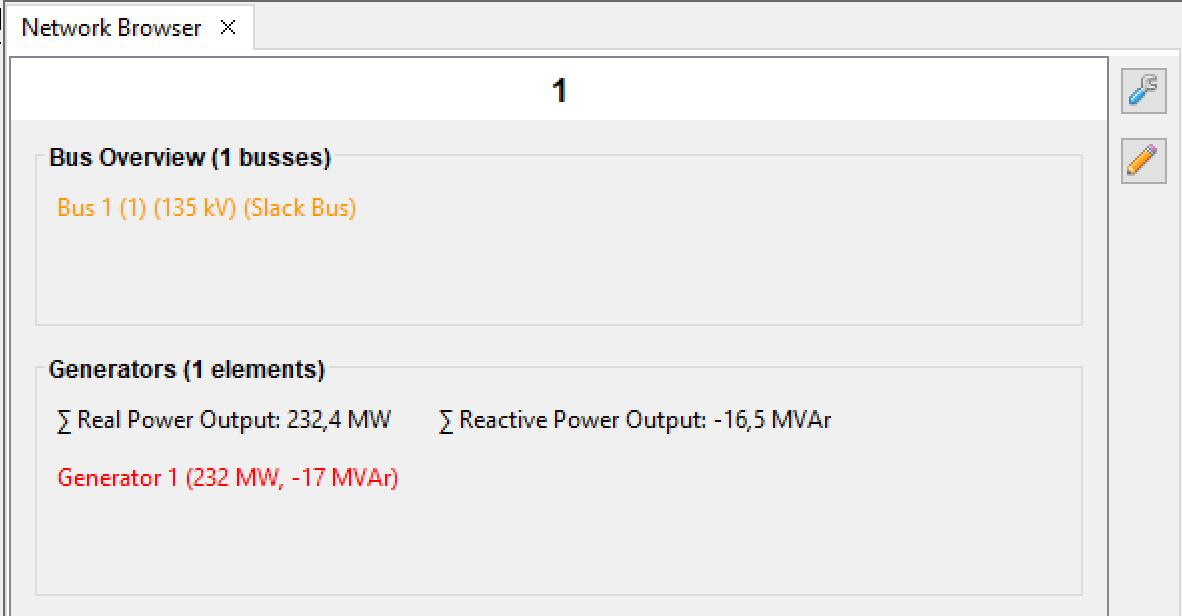 Network Browser
1
Bus Overview (1 busses)
Bus 1 (1) (135 kV) (Slack Bus)
Generators (1 elements)
∑ Real Power Output: 232,4 MW ∑ Reactive Power Output: -16,5 MVAr
Generator 1 (232 MW, -17 MVAr)